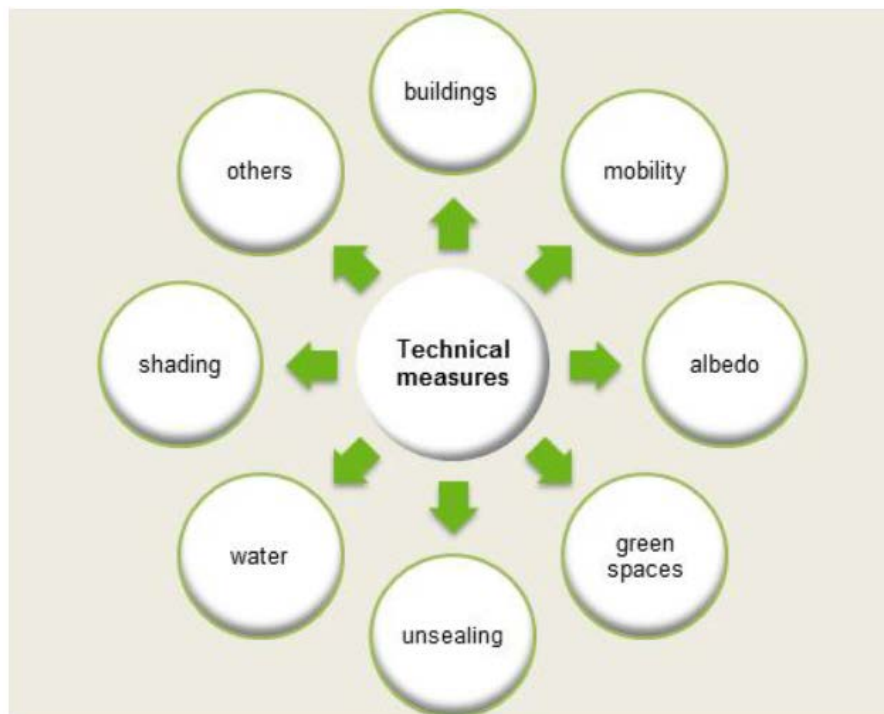 buildings
others
mobility
shading
Technical
measures
albedo
water
green
spaces
unsealing